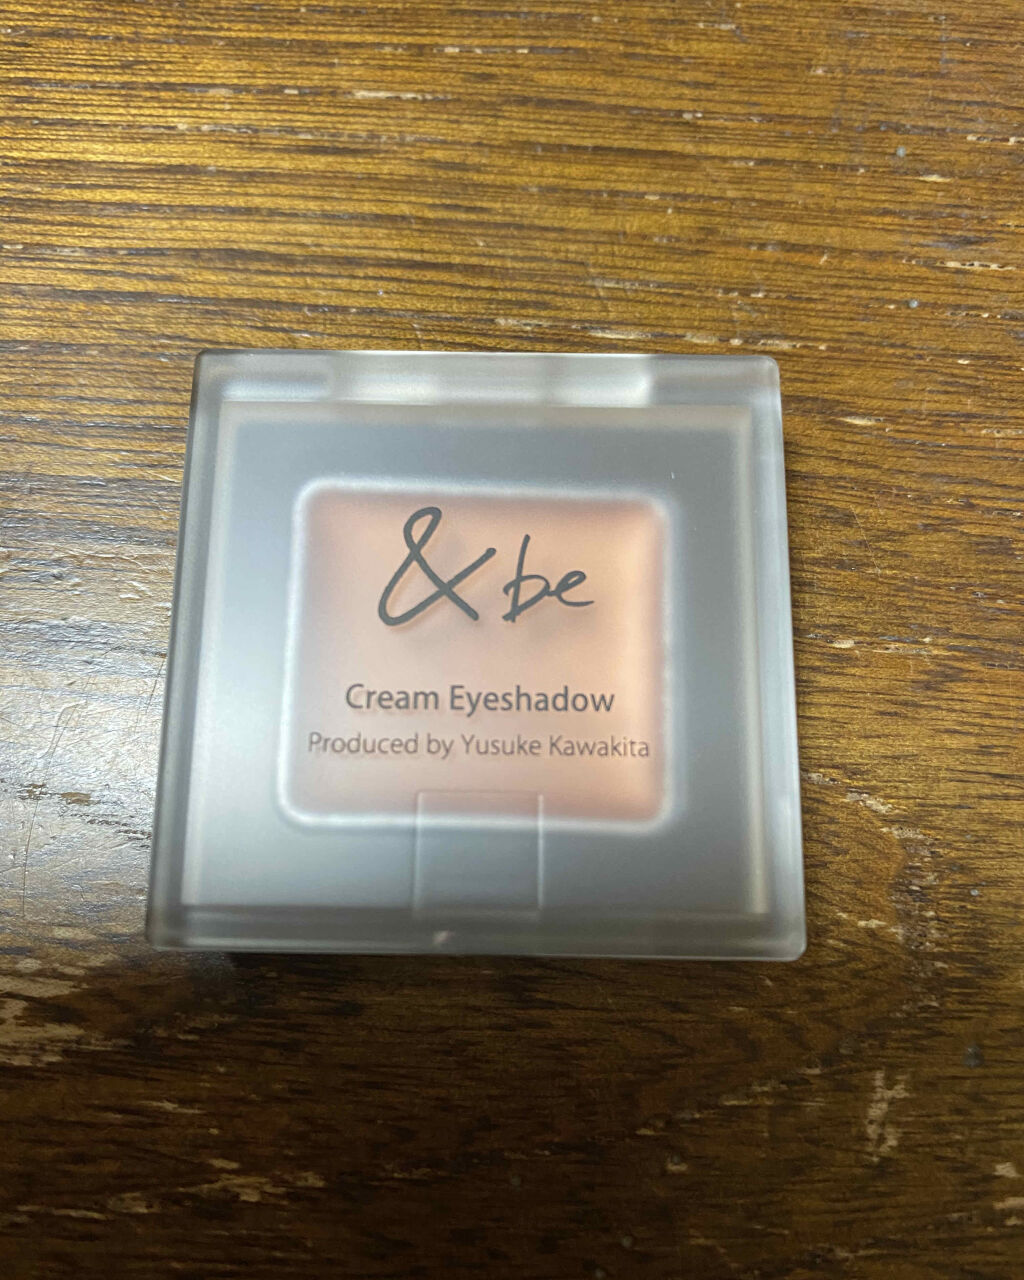 & be
Cream Eyeshadow
Produced by Yusuke Kawakita